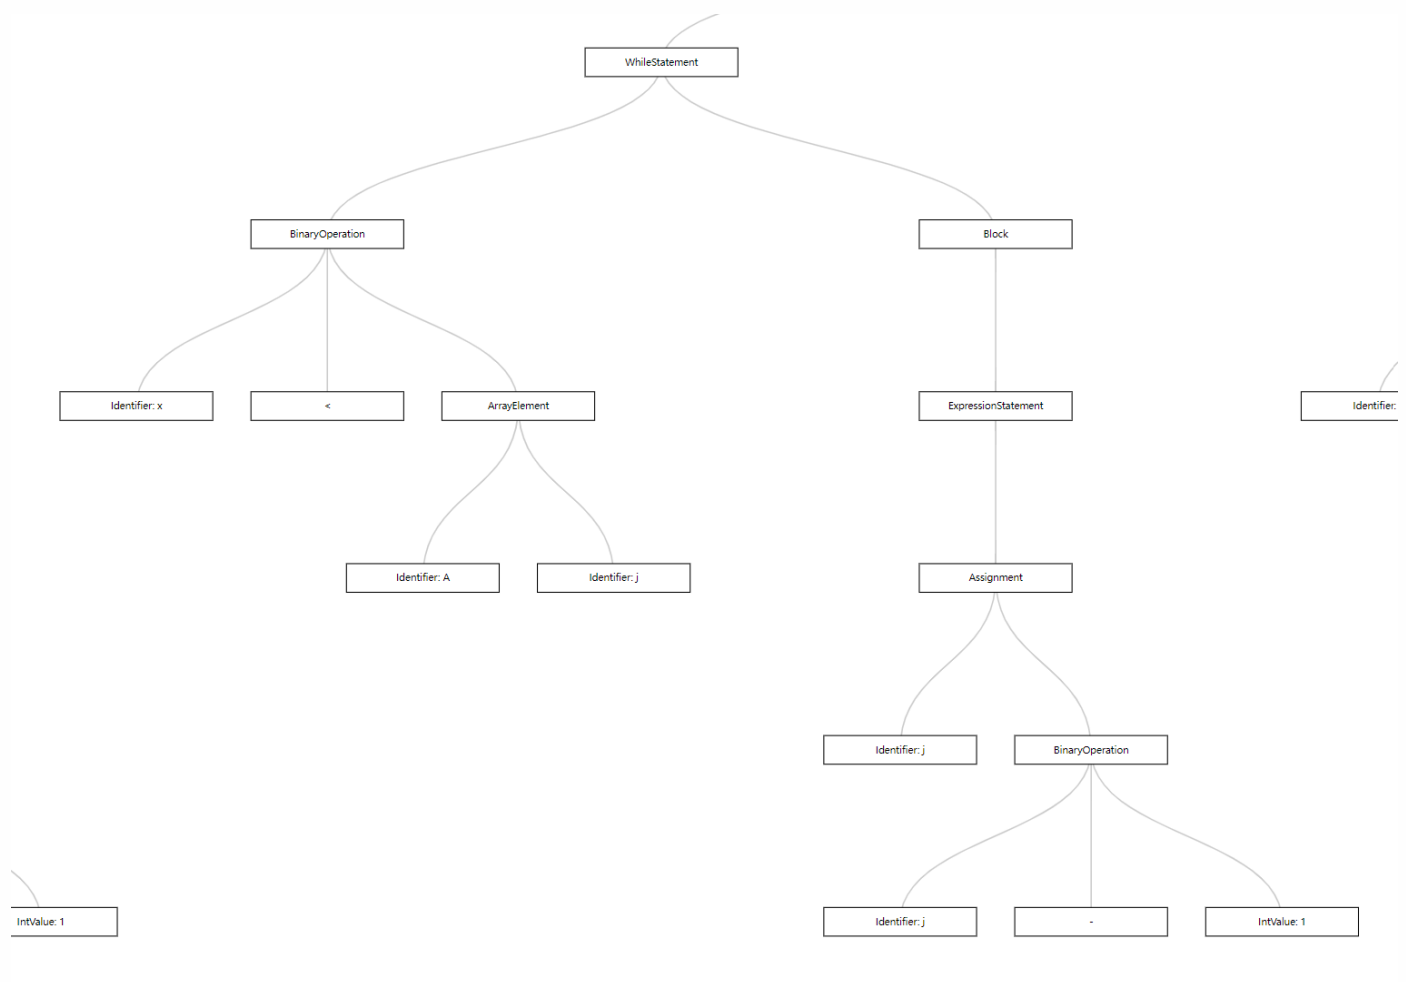 WhileStatement
BinaryOperation
Block
Identifier: x
<
ArrayElement
ExpressionStatement
Identifier:
Identifier: A
Identifier: j
Assignment
Identifier: j
BinaryOperation
IntValue: 1
Identifier: j
-
IntValue: 1